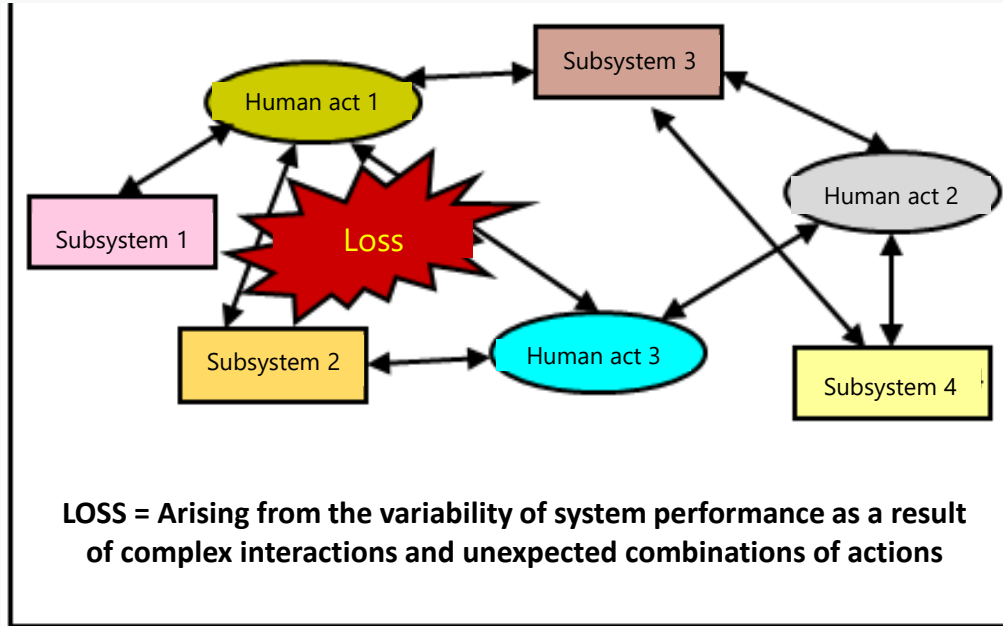 Subsystem 3
Human act 1
Human act 2
Subsystem 1
Loss
Subsystem 2
Human act 3
Subsystem 4
LOSS = Arising from the variability of system performance as a result
of complex interactions and unexpected combinations of actions